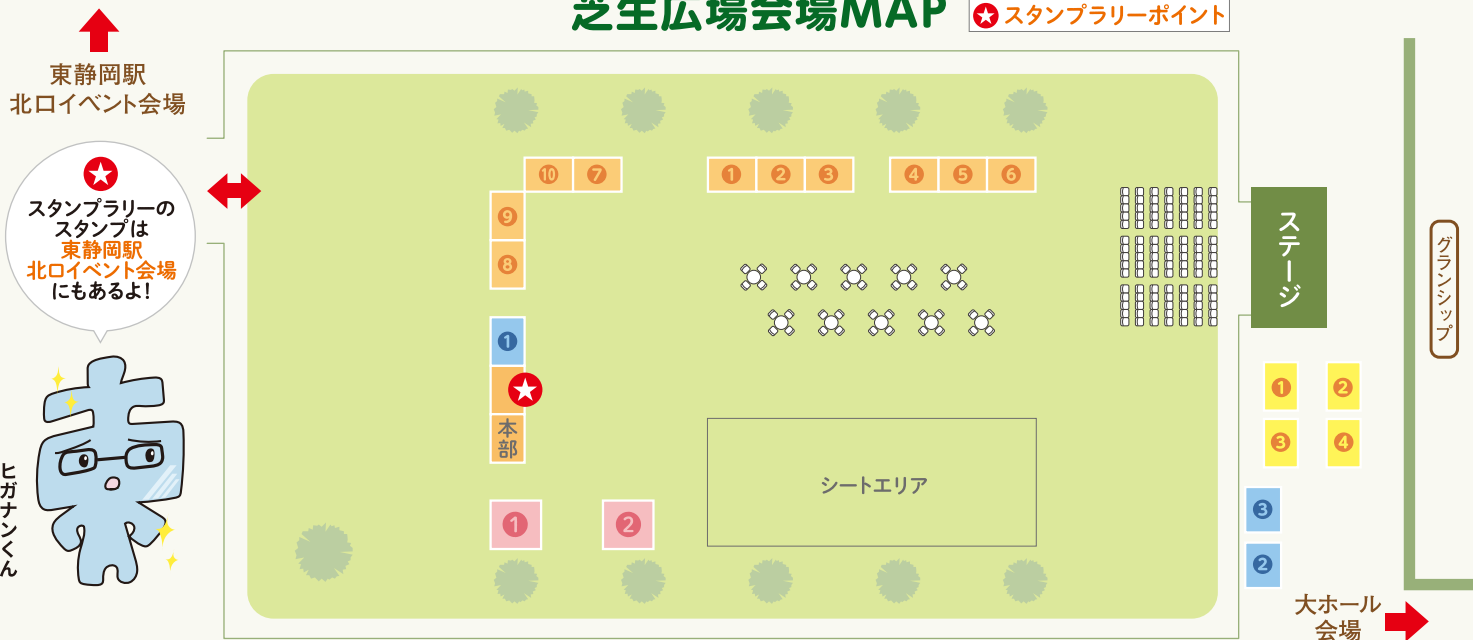 芝生広場会場MAP
スタンプラリーポイント
東静岡駅
北口イベント会場
スタンプラリーの
スタンプは
東静岡駅
北口イベント会場
にもあるよ!
ヒガナンくん
⑩ ⑦
① ② ③
④ ⑤ ⑥
⑨
⑧
①
本部
① ②
シートエリア
ステージ
グランシップ
① ②
③ ④
③
②
大ホール
会場